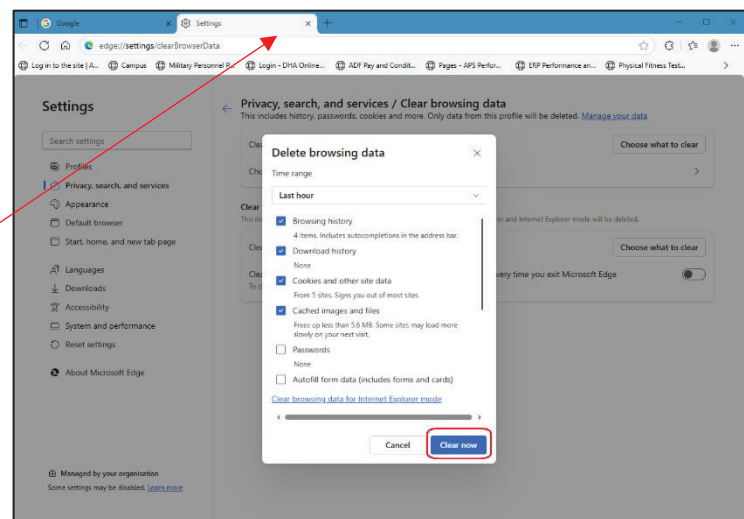 Google
Settings
edge://settings/clearBrowserData
Log in to the site | A...
Campus
Military Personnel P...
Login - DHA Online...
ADF Pay and Condit...
Pages - APS Perfor...
ERP Performance an...
Physical Fitness Test...
Settings
Search settings
Profiles
Privacy, search, and services
Appearance
Default browser
Start, home, and new tab page
Languages
Downloads
Accessibility
System and performance
Reset settings
About Microsoft Edge
Managed by your organisation
Some settings may be disabled. Learn more
Privacy, search, and services / Clear browsing data
This includes history, passwords, cookies and more. Only data from this profile will be deleted. Manage your data
Choose what to clear
Clear
er and Internet Explorer mode will be deleted.
Choose what to clear
very time you exit Microsoft Edge
Delete browsing data
Time range
Last hour
Browsing history
4 items. Includes autocompletions in the address bar.
Download history
None
Cookies and other site data
From 5 sites. Signs you out of most sites.
Cached images and files
Frees up less than 5.6 MB. Some sites may load more
slowly on your next visit.
Passwords
None
Autofill form data (includes forms and cards)
Clear browsing data for Internet Explorer mode
Cancel
Clear now